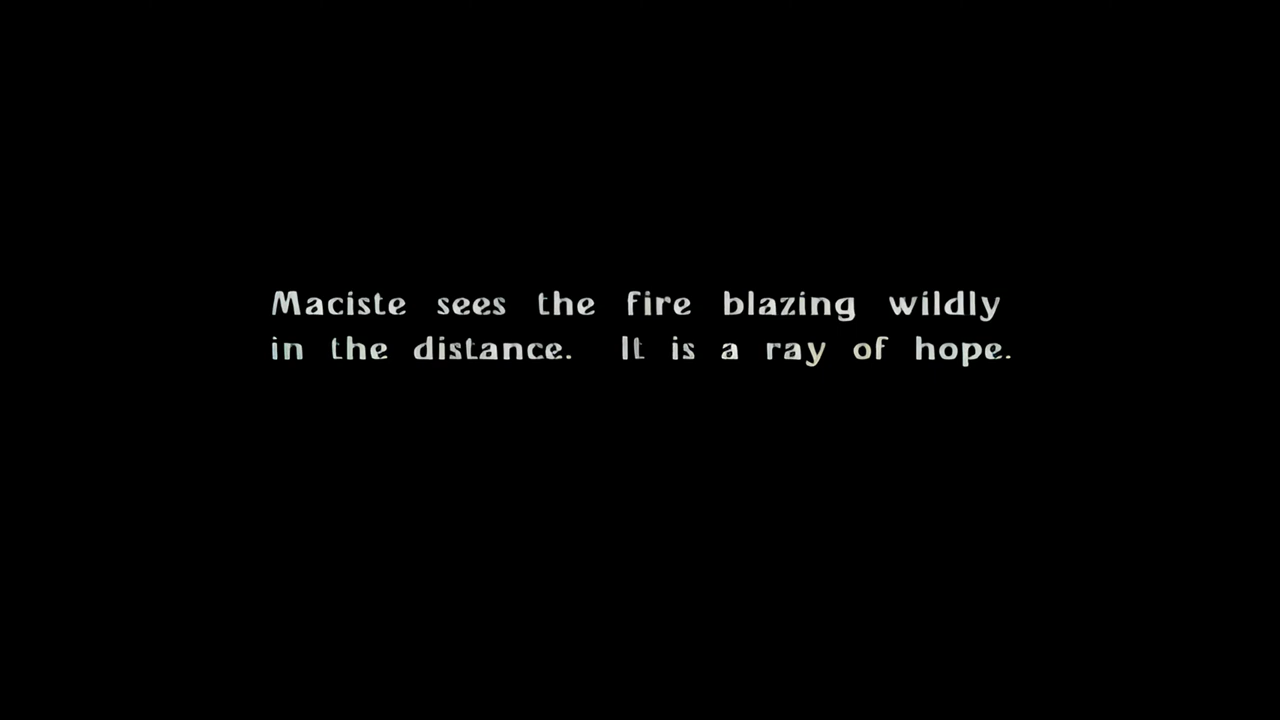 Maciste sees the fire blazing wildly
in the distance. It is a ray of hope.